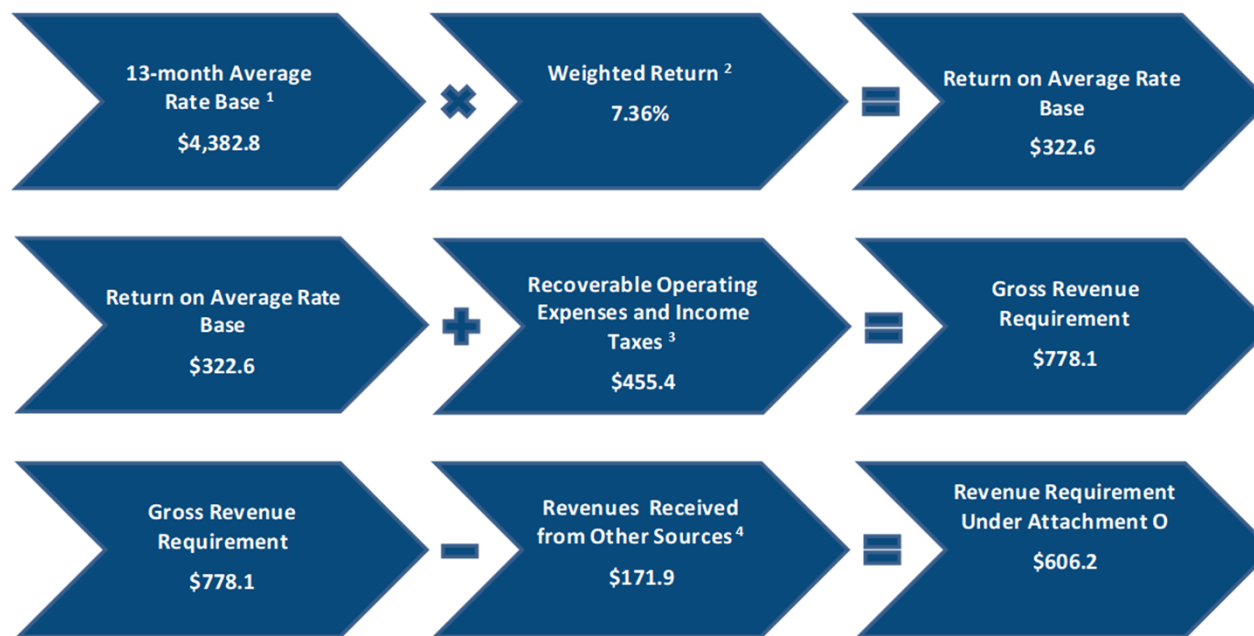 13-month Average
Rate Base ¹
$4,382.8
Weighted Return ²
7.36%
Return on Average Rate
Base
$322.6
Return on Average Rate
Base
$322.6
Recoverable Operating
Expenses and Income
Taxes ³
$455.4
Gross Revenue
Requirement
$778.1
Gross Revenue
Requirement
$778.1
Revenues Received
from Other Sources ⁴
$171.9
Revenue Requirement
Under Attachment O
$606.2